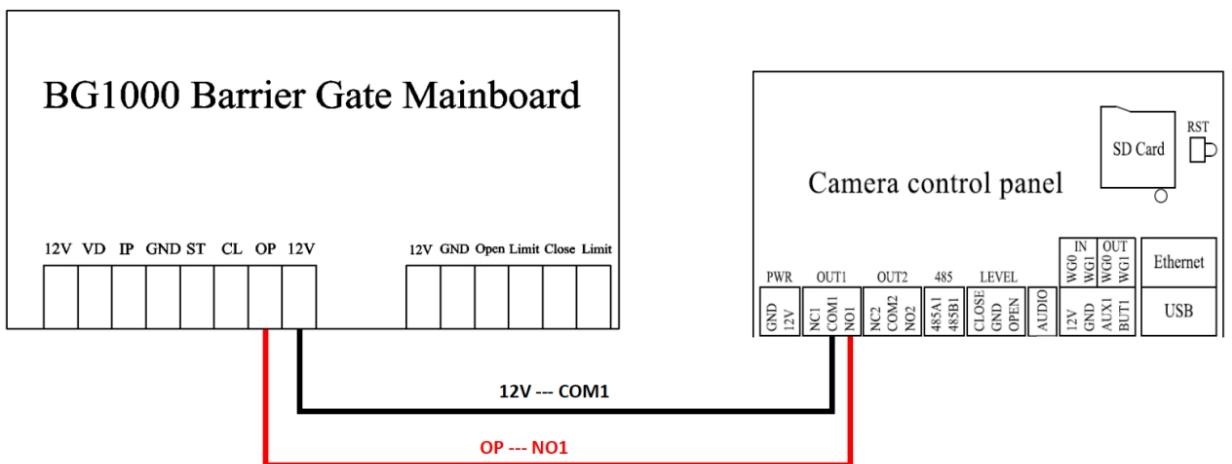 BG1000 Barrier Gate Mainboard
12V VD IP GND ST CL OP 12V
12V GND Open Limit Close Limit
Camera control panel
SD Card
RST
IN OUT
WG0 WG1 WG0 WG1
Ethernet
PWR OUT1 OUT2 485 LEVEL
GND 12V NC1 COM1 NO1 NC2 COM2 NO2 485A1 485B1 CLOSE GND OPEN AUDIO 12V GND AUX1 BUT1
USB
12V --- COM1
OP --- NO1